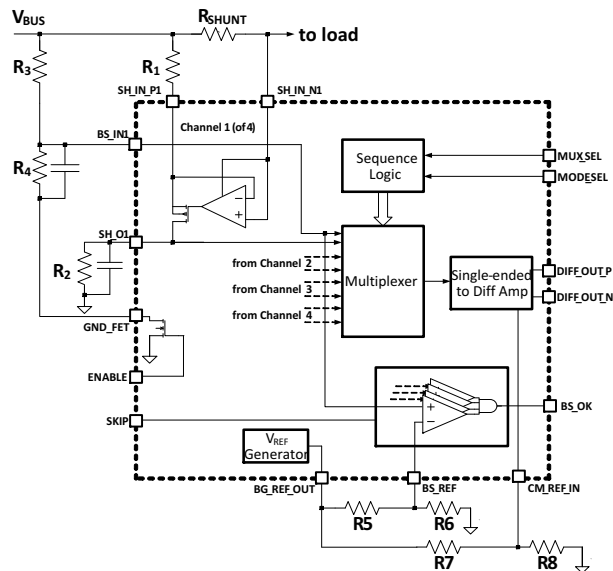 VBUS
RSHUNT
to load
R3
R1
SH_IN_P1
SH_IN_N1
Channel 1 (of 4)
BS_IN1
R4
Sequence
Logic
MUX_SEL
MODE_SEL
SH_O1
R2
from Channel 2
from Channel 3
from Channel 4
Multiplexer
Single-ended
to Diff Amp
DIFF_OUT_P
DIFF_OUT_N
GND_FET
ENABLE
SKIP
BS_OK
VREF
Generator
BG_REF_OUT
BS_REF
CM_REF_IN
R5
R6
R7
R8